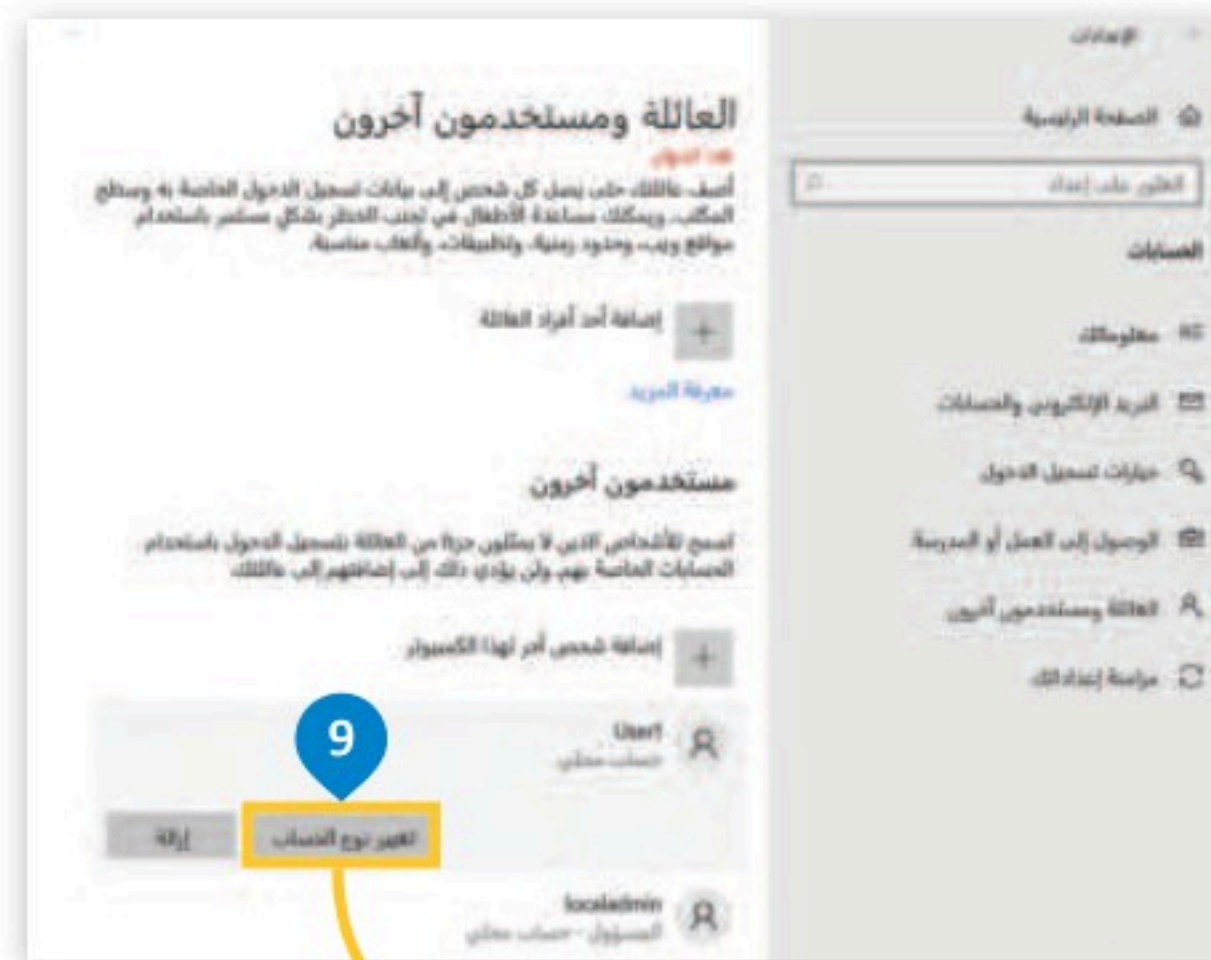 الإعدادات
الصفحة الرئيسية
العثور على إعداد
الحسابات
معلوماتك
البريد الإلكتروني والحسابات
خيارات تسجيل الدخول
الوصول إلى العمل أو المدرسة
العائلة ومستخدمون آخرون
مزامنة إعداداتك
العائلة ومستخدمون آخرون
أضف عائلتك حتى يصل كل شخص إلى بيانات تسجيل الدخول الخاصة به وسطح
المكتب. ويمكنك مساعدة الأطفال في تجنب الخطر بشكل مستمر باستخدام
مواقع ويب، وحدود زمنية، وتطبيقات، وألعاب مناسبة.
إضافة أحد أفراد العائلة
معرفة المزيد
مستخدمون آخرون
اسمح للأشخاص الذين لا يمثلون جزءًا من العائلة بتسجيل الدخول باستخدام
الحسابات الخاصة بهم. ولن يؤدي ذلك إلى إضافتهم إلى عائلتك.
إضافة شخص آخر لهذا الكمبيوتر
User1
حساب محلي
9
تغيير نوع الحساب
إزالة
localadmin
المسؤول - حساب محلي